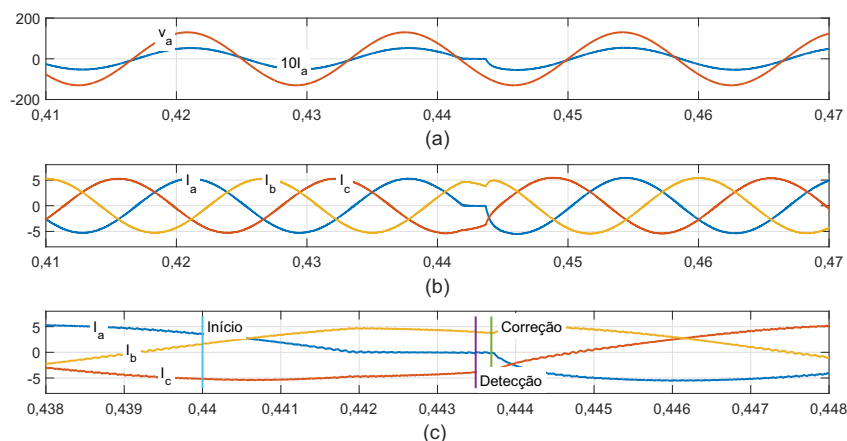 200
v_a
0
10I_a
-200
0,41 0,42 0,43 0,44 0,45 0,46 0,47
(a)
5
I_a I_b I_c
0
-5
0,41 0,42 0,43 0,44 0,45 0,46 0,47
(b)
5
I_a Início Correção
0
I_b
-5
I_c Detecção
0,438 0,439 0,44 0,441 0,442 0,443 0,444 0,445 0,446 0,447 0,448
(c)